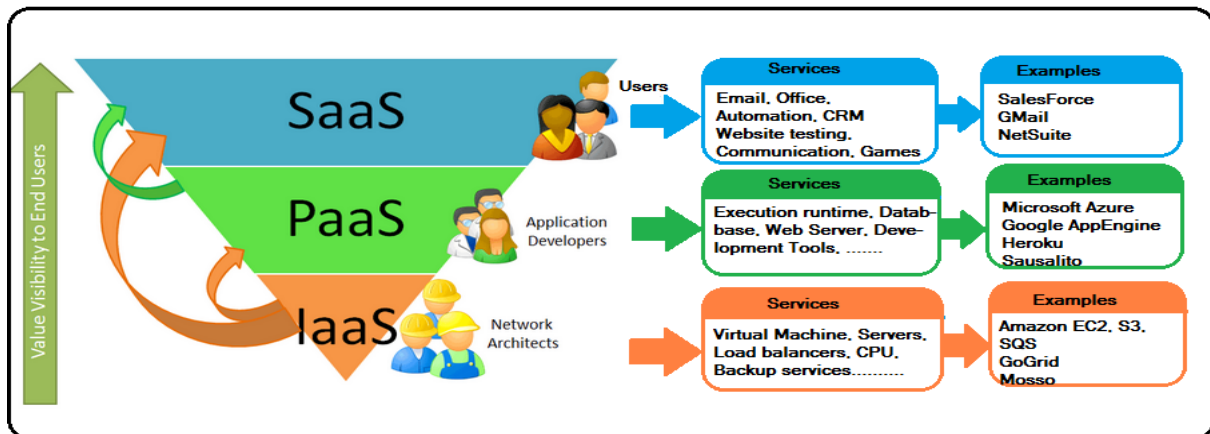 Value Visibility to End Users
SaaS
Users
Services
Email, Office,
Automation, CRM
Website testing,
Communication, Games
Examples
SalesForce
GMail
NetSuite
PaaS
Application
Developers
Services
Execution runtime, Datab-
base, Web Server, Deve-
lopment Tools, .......
Examples
Microsoft Azure
Google AppEngine
Heroku
Sausalito
IaaS
Network
Architects
Services
Virtual Machine, Servers,
Load balancers, CPU,
Backup services..........
Examples
Amazon EC2, S3,
SQS
GoGrid
Mosso